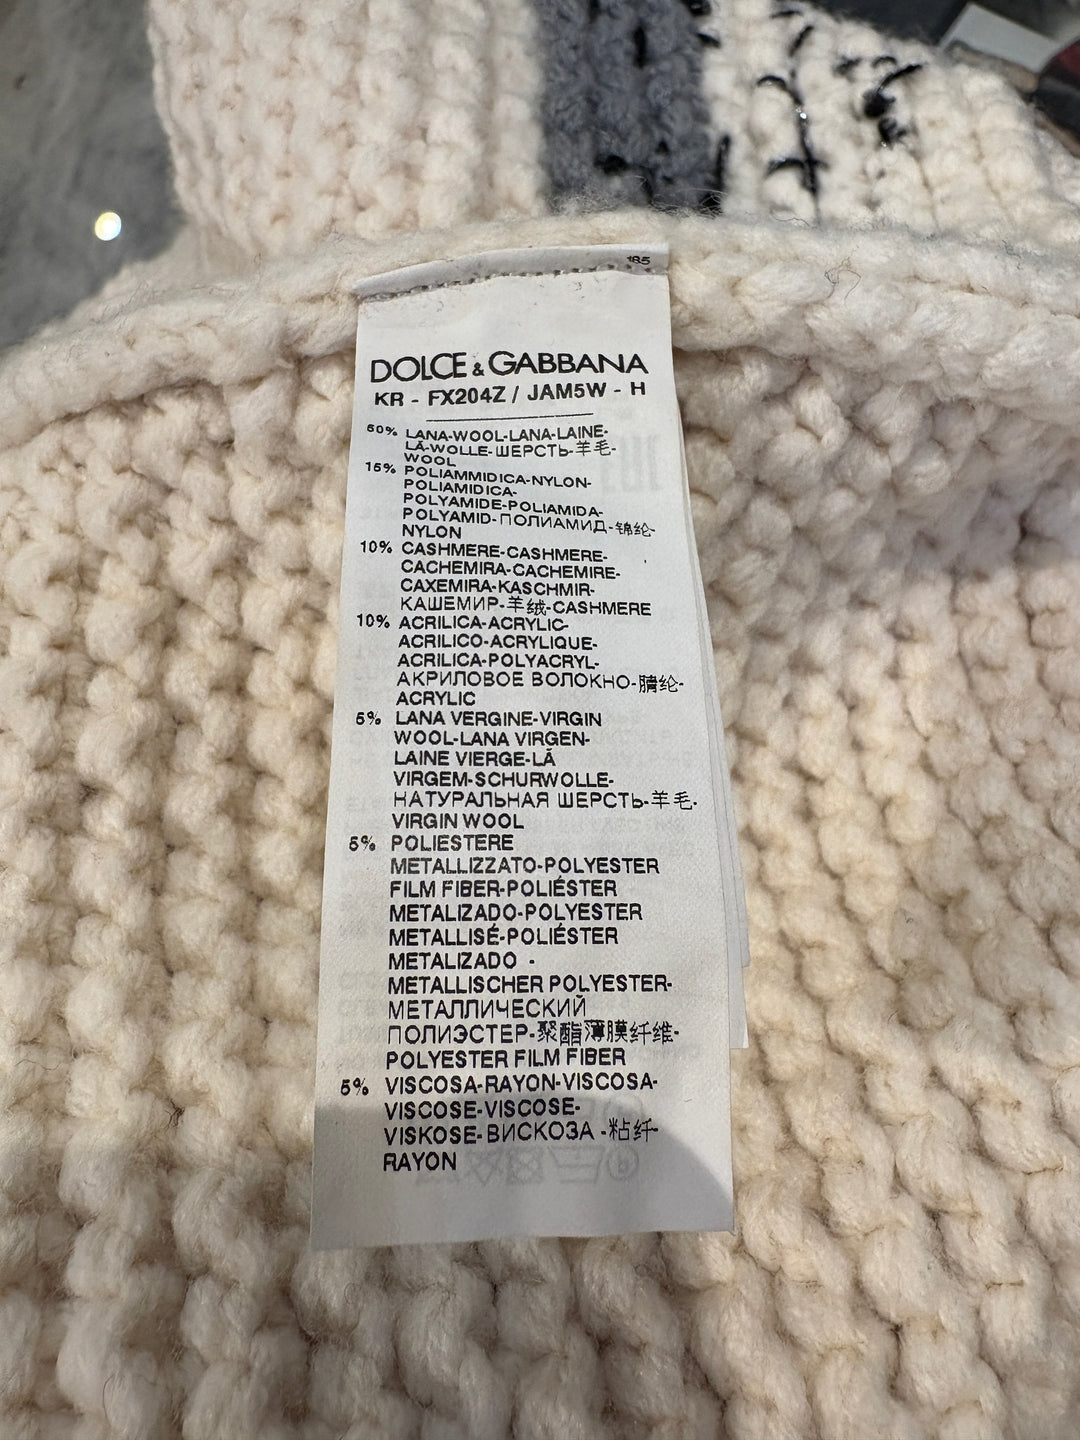 185
DOLCE & GABBANA
KR - FX204Z / JAM5W - H
50% LANA-WOOL-LANA-LAINE-
LÃ-WOLLE-ШЕРСТЬ-羊毛-
WOOL
15% POLIAMMIDICA-NYLON-
POLIAMIDICA-
POLYAMIDE-POLIAMIDA-
POLYAMID-ПОЛИАМИД-锦纶-
NYLON
10% CASHMERE-CASHMERE-
CACHEMIRA-CACHEMIRE-
CAXEMIRA-KASCHMIR-
КАШЕМИР-羊绒-CASHMERE
10% ACRILICA-ACRYLIC-
ACRILICO-ACRYLIQUE-
ACRILICA-POLYACRYL-
АКРИЛОВОЕ ВОЛОКНО-腈纶-
ACRYLIC
5% LANA VERGINE-VIRGIN
WOOL-LANA VIRGEN-
LAINE VIERGE-LÃ
VIRGEM-SCHURWOLLE-
НАТУРАЛЬНАЯ ШЕРСТЬ-羊毛-
VIRGIN WOOL
5% POLIESTERE
METALLIZZATO-POLYESTER
FILM FIBER-POLIÉSTER
METALIZADO-POLYESTER
METALLISÉ-POLIÉSTER
METALIZADO -
METALLISCHER POLYESTER-
МЕТАЛЛИЧЕСКИЙ
ПОЛИЭСТЕР-聚酯薄膜纤维-
POLYESTER FILM FIBER
5% VISCOSA-RAYON-VISCOSA-
VISCOSE-VISCOSE-
VISKOSE-ВИСКОЗА -粘纤-
RAYON